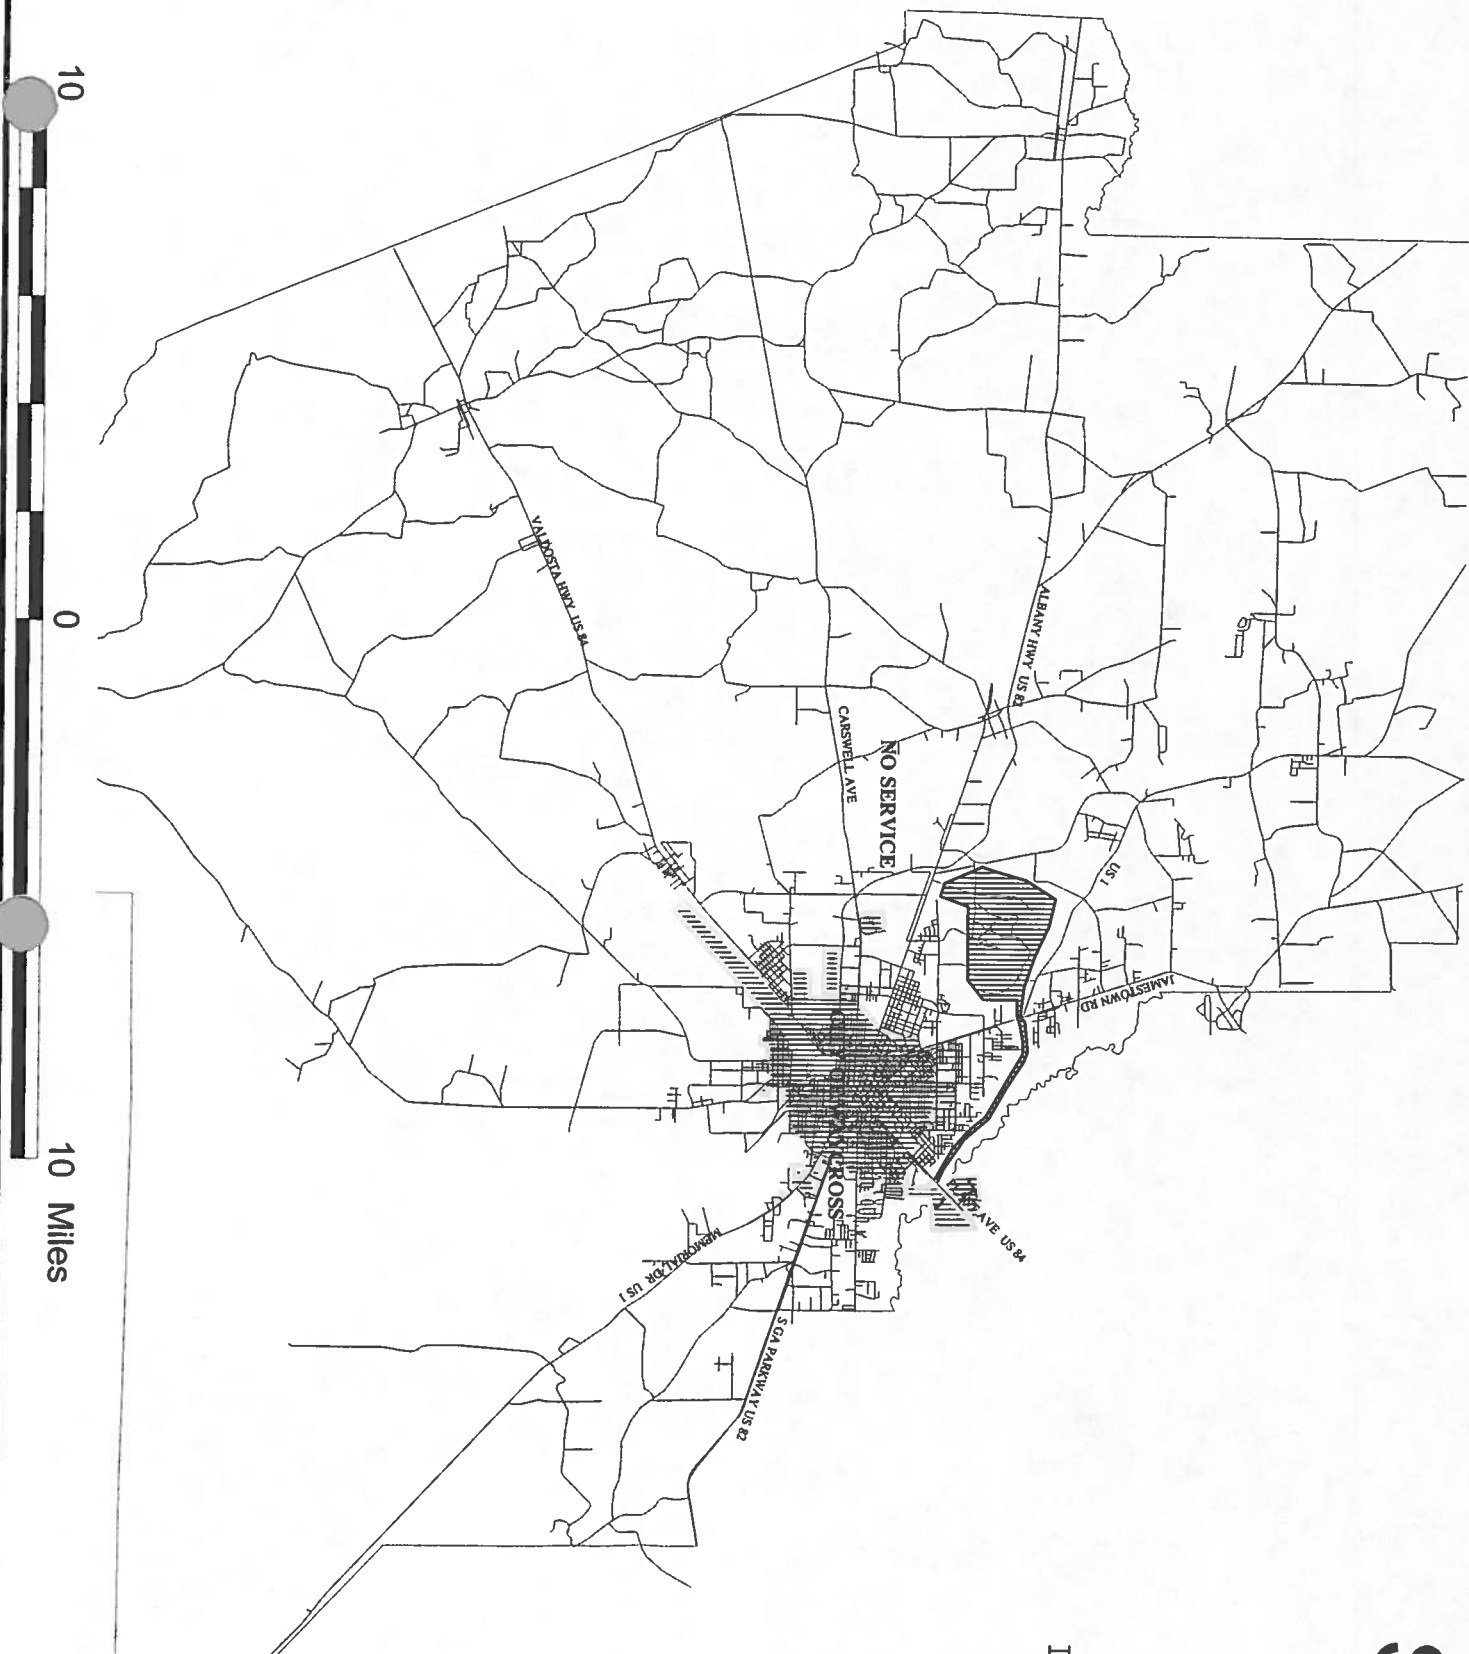 VALDOSTA HWY US 84
ALBANY HWY US 82
CARSWELL AVE
NO SERVICE
US 1
JAMESTOWN RD
WAYCROSS
AVE US 84
MEMORIAL DR US 1
S GA PARKWAY US 82
10
0
10 Miles